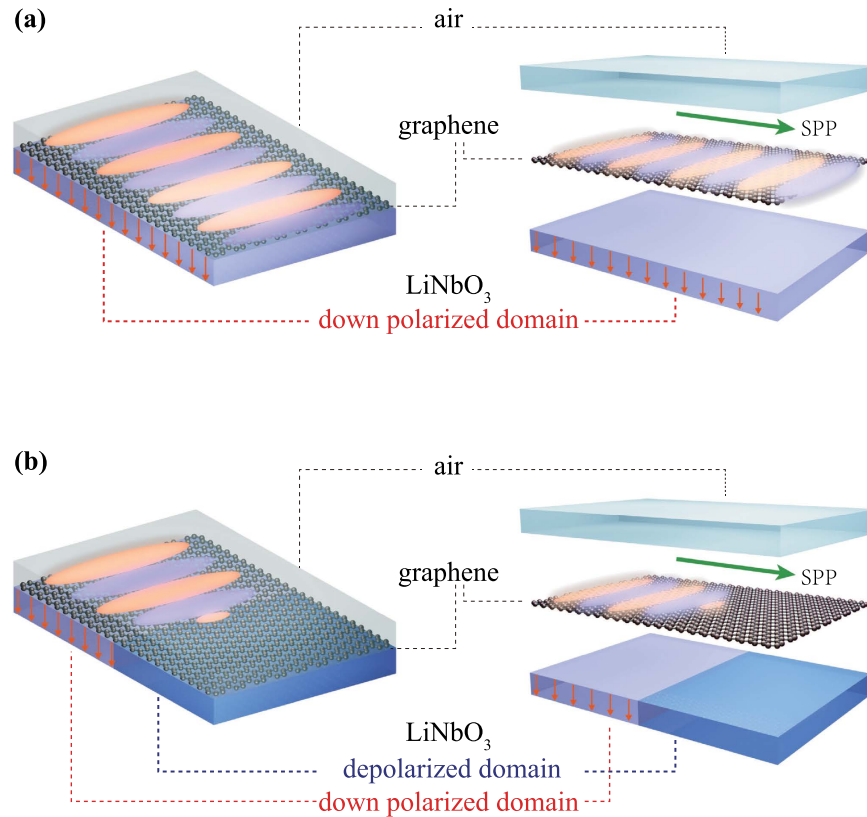 (a)
air
graphene
SPP
LiNbO₃
down polarized domain
(b)
air
graphene
SPP
LiNbO₃
depolarized domain
down polarized domain